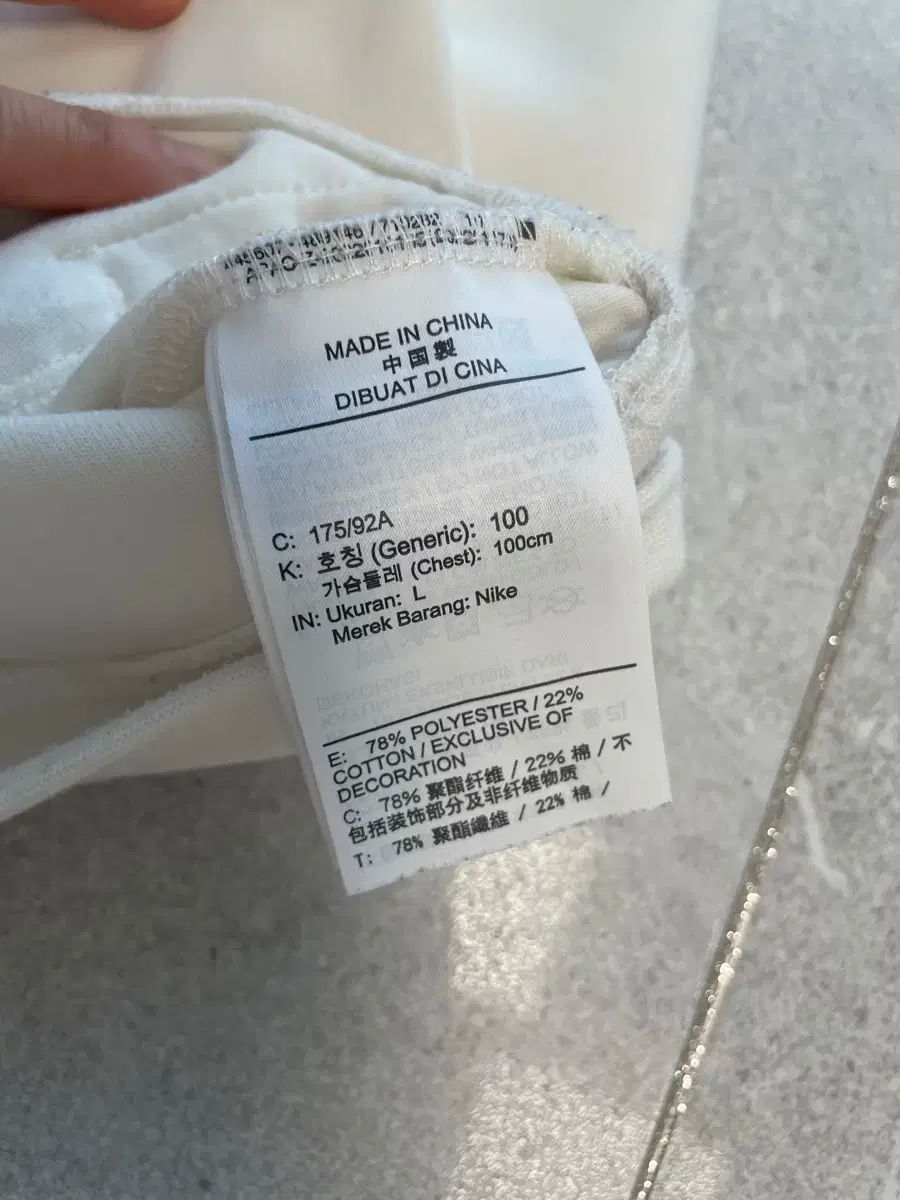 MADE IN CHINA
中國製
DIBUAT DI CINA
C: 175/92A
K: 호칭 (Generic): 100
가슴둘레 (Chest): 100cm
IN: Ukuran: L
Merek Barang: Nike
E: 78% POLYESTER / 22%
COTTON / EXCLUSIVE OF
DECORATION
C: 78% 聚酯纤维 / 22% 棉 / 不
包括装饰部分及非纤维物质
T: 78% 聚酯纖維 / 22% 棉 /